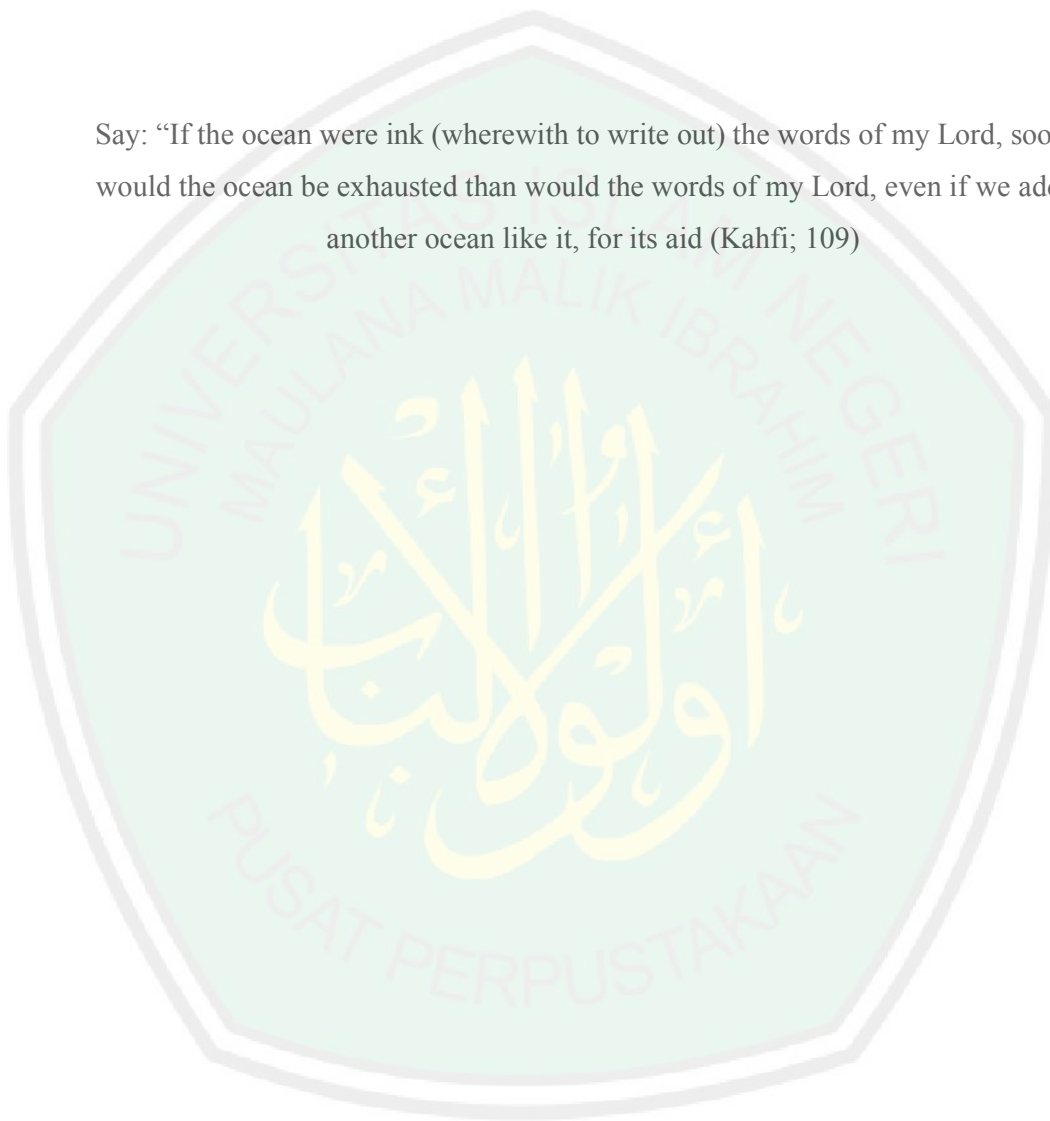 Say: “If the ocean were ink (wherewith to write out) the words of my Lord, soo
would the ocean be exhausted than would the words of my Lord, even if we ad
another ocean like it, for its aid (Kahfi; 109)
UNIVERSITAS ISLAM NEGERI
MAULANA MALIK IBRAHIM
أولوا الألباب
PUSAT PERPUSTAKAAN